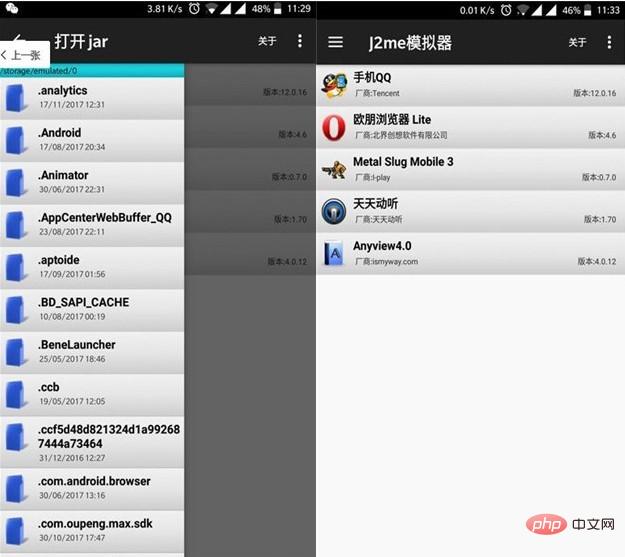 3.81 K/s 48% 11:29
打开 jar 关于
上一张
/storage/emulated/0
.analytics
17/11/2017 12:31
.Android
17/08/2017 20:34
.Animator
30/06/2017 22:31
.AppCenterWebBuffer_QQ
23/08/2017 22:11
.aptoide
17/09/2017 01:56
.BD_SAPI_CACHE
10/08/2017 00:19
.BeneLauncher
25/05/2017 18:46
.ccb
19/05/2017 12:05
.ccf5d48d821324d1a99268
7444a73464
31/12/2016 12:27
.com.android.browser
30/06/2017 13:16
.com.oupeng.max.sdk
30/10/2017 17:47
版本:12.0.16
版本:4.6
版本:0.7.0
版本:1.70
版本:4.0.12
0.01 K/s 46% 11:33
J2me模拟器 关于
手机QQ
厂商:Tencent 版本:12.0.16
欧朋浏览器 Lite
厂商:北界创想软件有限公司 版本:4.6
Metal Slug Mobile 3
厂商:I-play 版本:0.7.0
天天动听
厂商:天天动听 版本:1.70
Anyview4.0
厂商:ismyway.com 版本:4.0.12
A
php 中文网